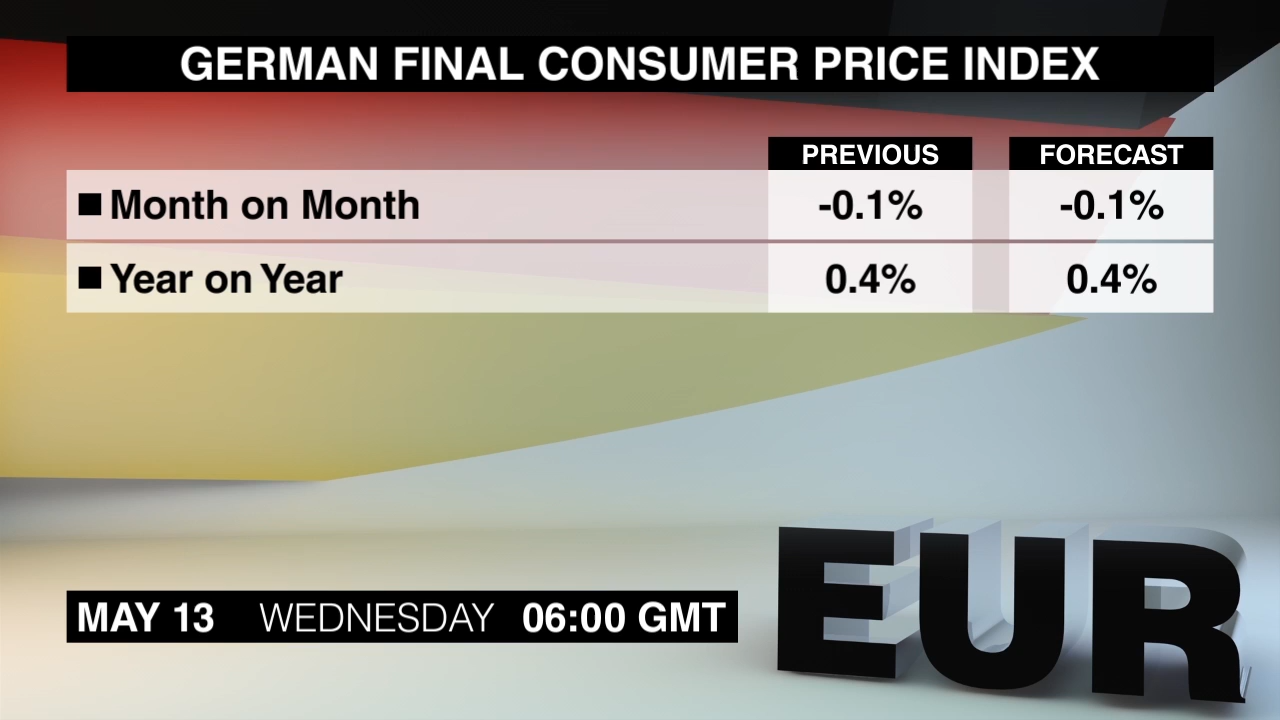 GERMAN FINAL CONSUMER PRICE INDEX
PREVIOUS FORECAST
Month on Month -0.1% -0.1%
Year on Year 0.4% 0.4%
MAY 13 WEDNESDAY 06:00 GMT
EUR